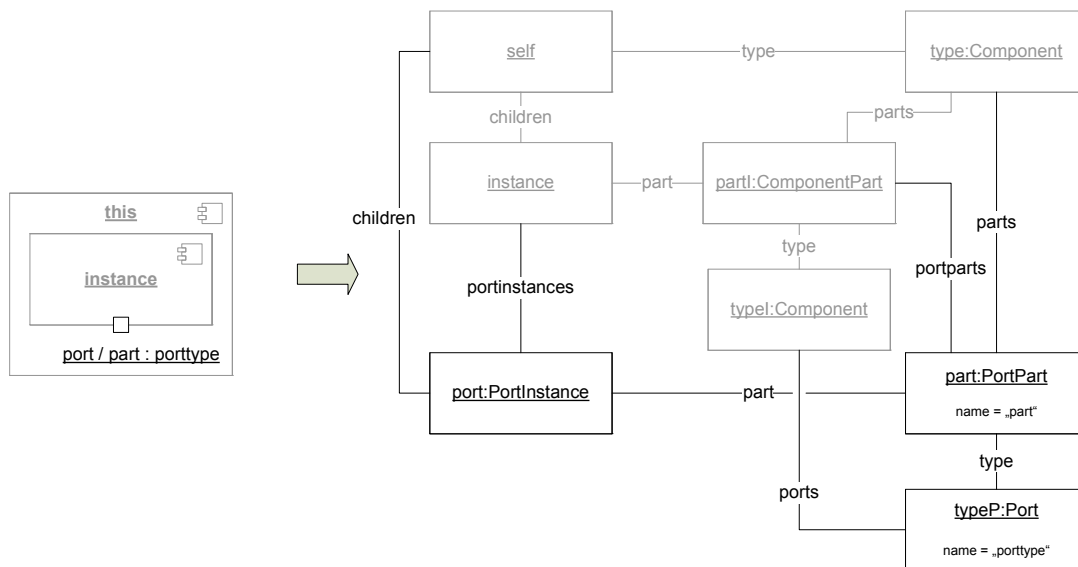 this
instance
port / part : porttype
self
type
type:Component
children
parts
instance
part
partI:ComponentPart
children
parts
type
portparts
portinstances
typeI:Component
port:PortInstance
part
part:PortPart
name = „part“
type
ports
typeP:Port
name = „porttype“